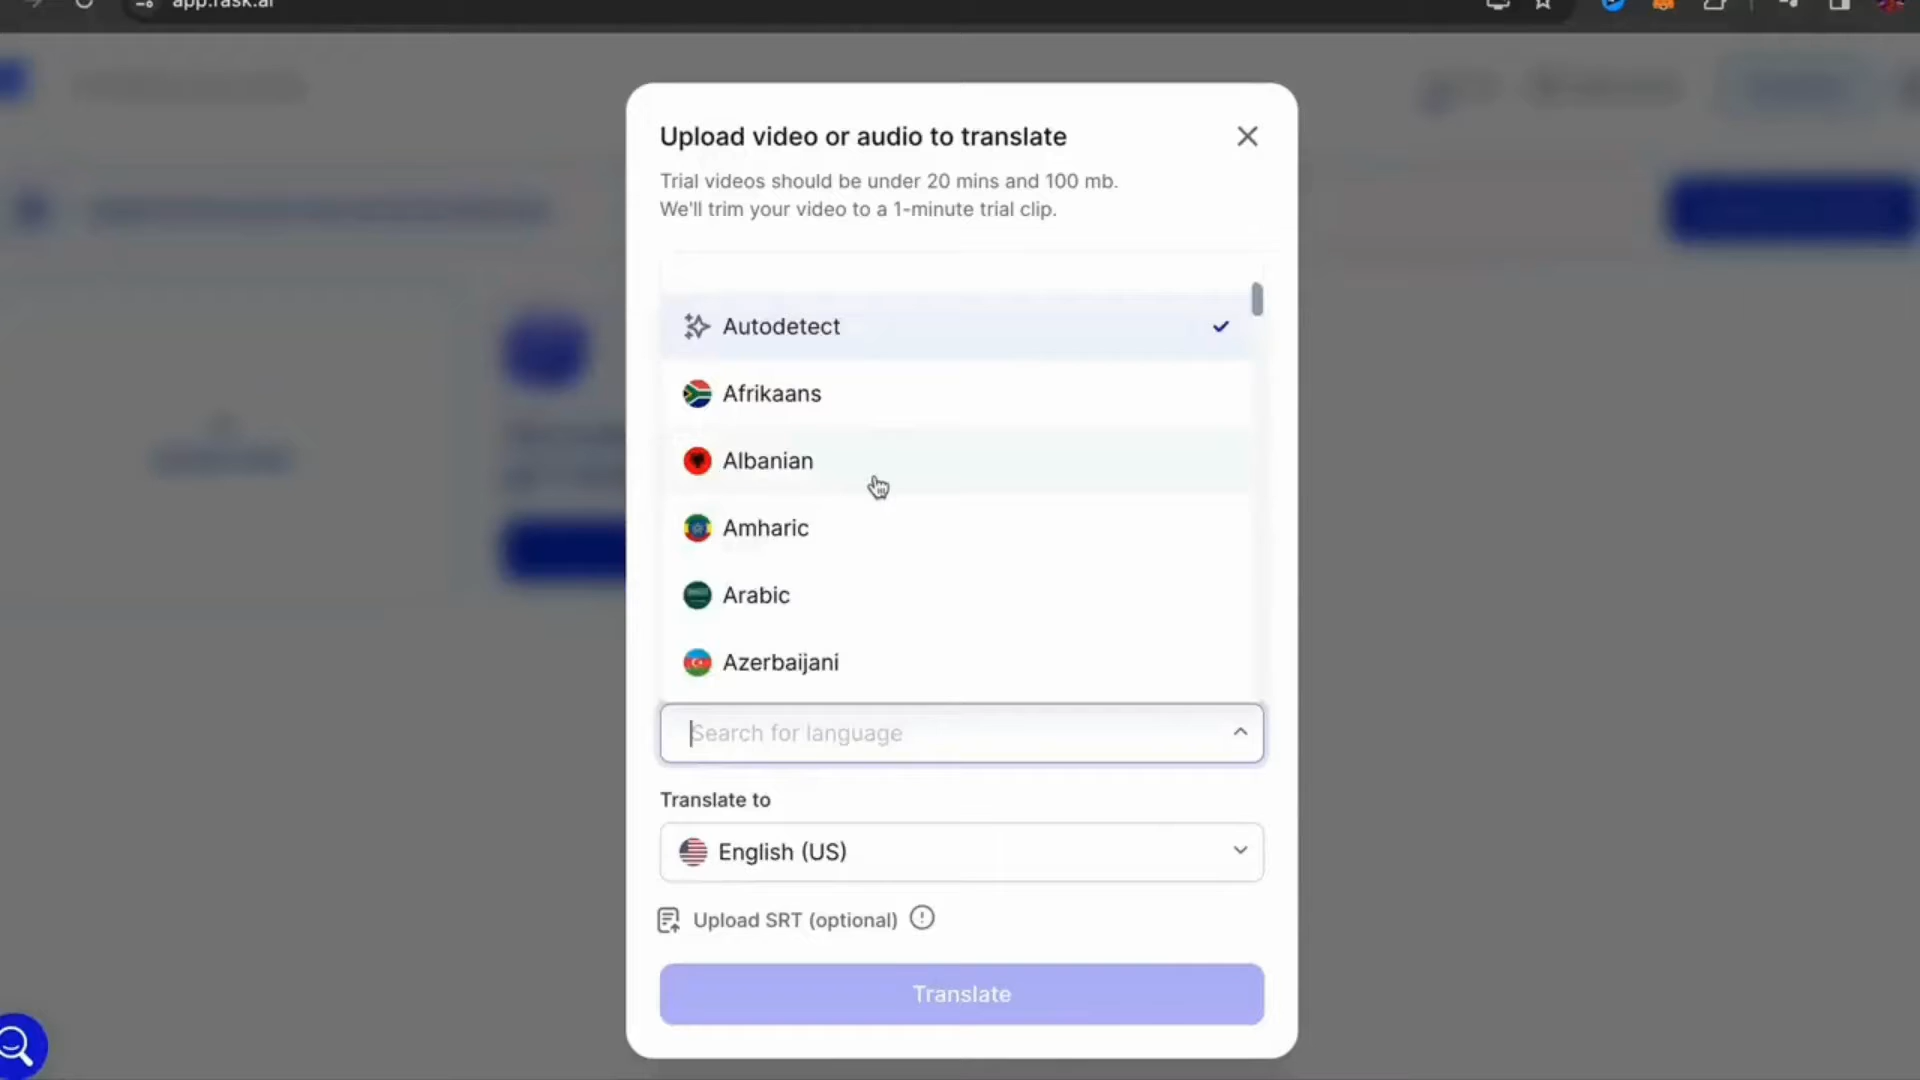 app.rask.ai
Upload video or audio to translate
Trial videos should be under 20 mins and 100 mb.
We'll trim your video to a 1-minute trial clip.
Autodetect
Afrikaans
Albanian
Amharic
Arabic
Azerbaijani
Search for language
Translate to
English (US)
Upload SRT (optional)
Translate